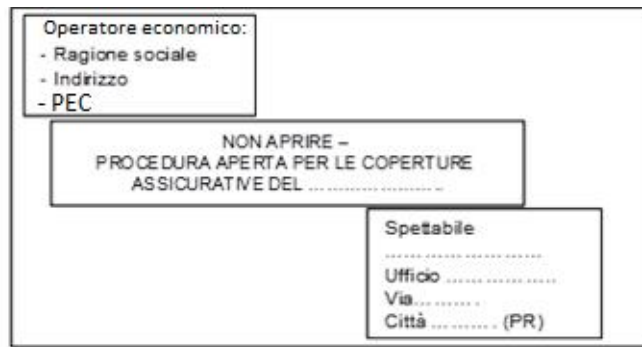 Operatore economico:
- Ragione sociale
- Indirizzo
- PEC
NON APRIRE –
PROCEDURA APERTA PER LE COPERTURE
ASSICURATIVE DEL ………………….
Spettabile
……………………
Ufficio ………………..
Via……….
Città ………. (PR)